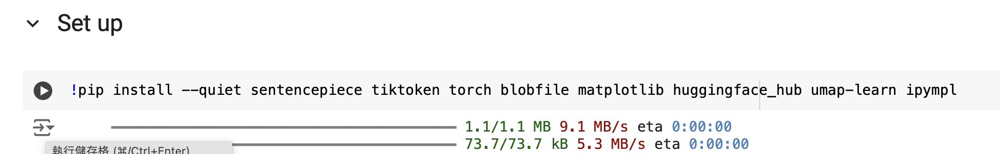 Set up
!pip install --quiet sentencepiece tiktoken torch blobfile matplotlib huggingface_hub umap-learn ipympl
1.1/1.1 MB 9.1 MB/s eta 0:00:00
73.7/73.7 kB 5.3 MB/s eta 0:00:00
執行儲存格 (⌘/Ctrl+Enter)